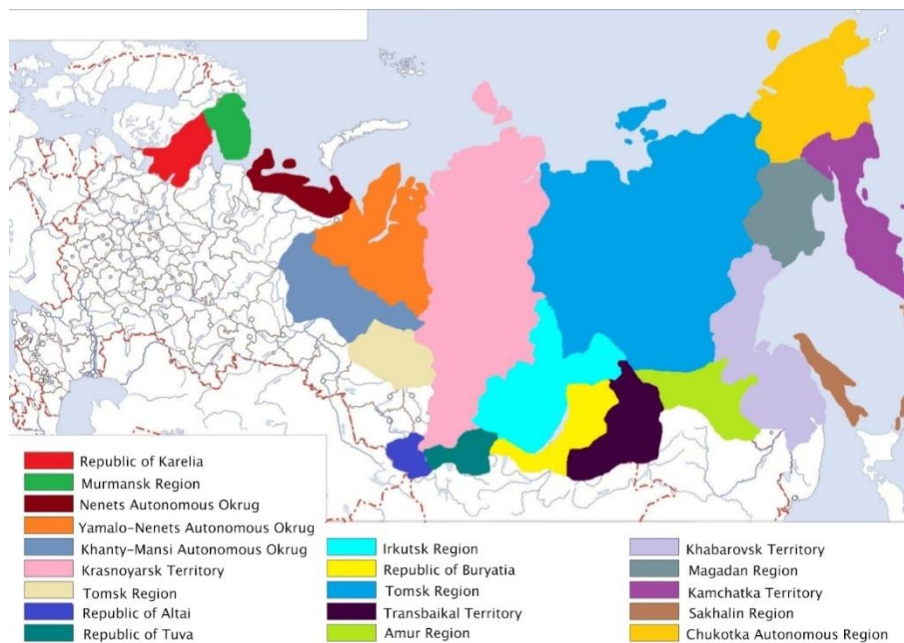 Republic of Karelia
Murmansk Region
Nenets Autonomous Okrug
Yamalo-Nenets Autonomous Okrug
Khanty-Mansi Autonomous Okrug
Krasnoyarsk Territory
Tomsk Region
Republic of Altai
Republic of Tuva
Irkutsk Region
Republic of Buryatia
Tomsk Region
Transbaikal Territory
Amur Region
Khabarovsk Territory
Magadan Region
Kamchatka Territory
Sakhalin Region
Chukotka Autonomous Region